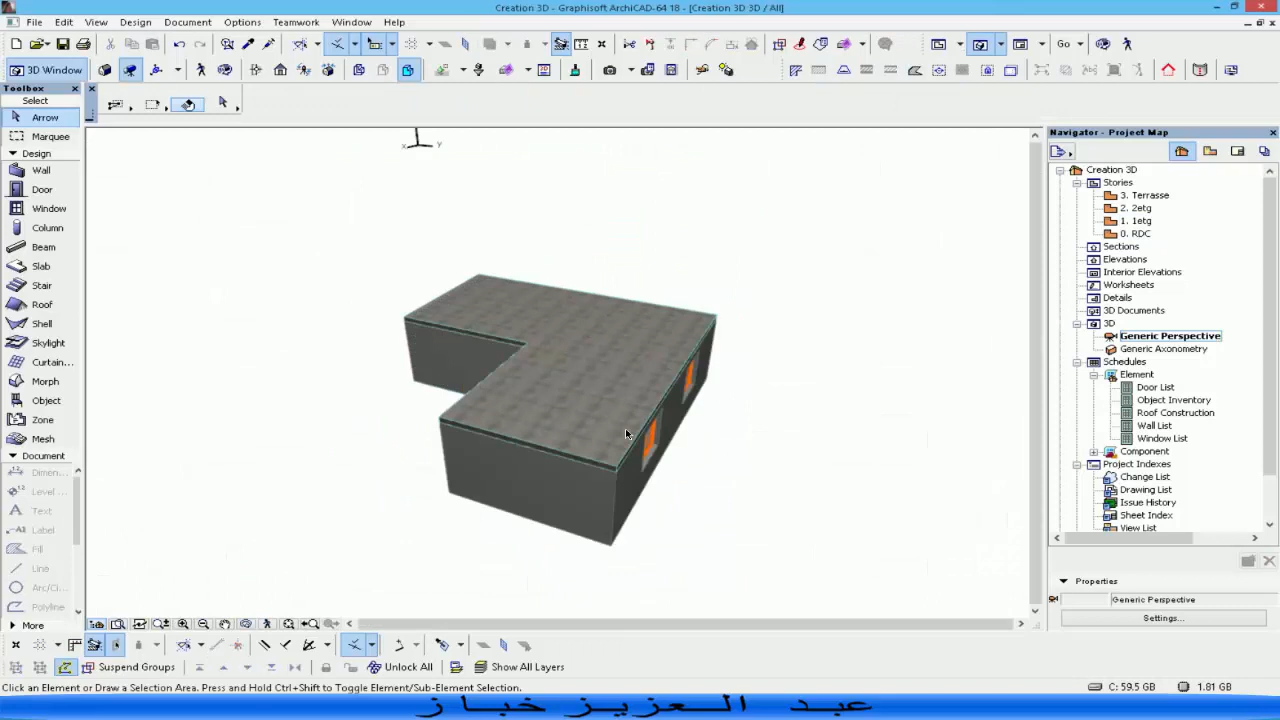 Creation 3D - Graphisoft ArchiCAD-64 18 - [Creation 3D 3D / All]
File Edit View Design Document Options Teamwork Window Help
Go
3D Window
Toolbox
Select
Arrow
Marquee
Design
Wall
Door
Window
Column
Beam
Slab
Stair
Roof
Shell
Skylight
Curtain...
Morph
Object
Zone
Mesh
Document
Dimen...
Level ...
Text
Label
Fill
Line
Arc/Ci...
Polyline
More
x y
Navigator - Project Map
Creation 3D
Stories
3. Terrasse
2. 2etg
1. 1etg
0. RDC
Sections
Elevations
Interior Elevations
Worksheets
Details
3D Documents
3D
Generic Perspective
Generic Axonometry
Schedules
Element
Door List
Object Inventory
Roof Construction
Wall List
Window List
Component
Project Indexes
Change List
Drawing List
Issue History
Sheet Index
View List
Properties
Generic Perspective
Settings...
Suspend Groups Unlock All Show All Layers
Click an Element or Draw a Selection Area. Press and Hold Ctrl+Shift to Toggle Element/Sub-Element Selection. C: 59.5 GB 1.81 GB
عبد العزيز خباز